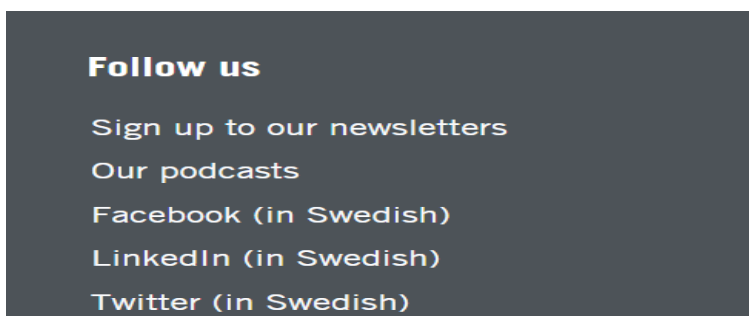 Follow us
Sign up to our newsletters
Our podcasts
Facebook (in Swedish)
LinkedIn (in Swedish)
Twitter (in Swedish)